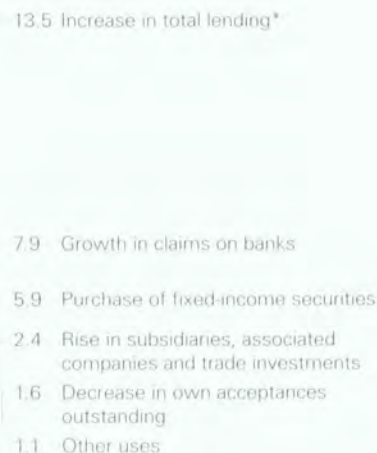 13.5 Increase in total lending*
7.9 Growth in claims on banks
5.9 Purchase of fixed-income securities
2.4 Rise in subsidiaries, associated
companies and trade investments
1.6 Decrease in own acceptances
outstanding
1.1 Other uses